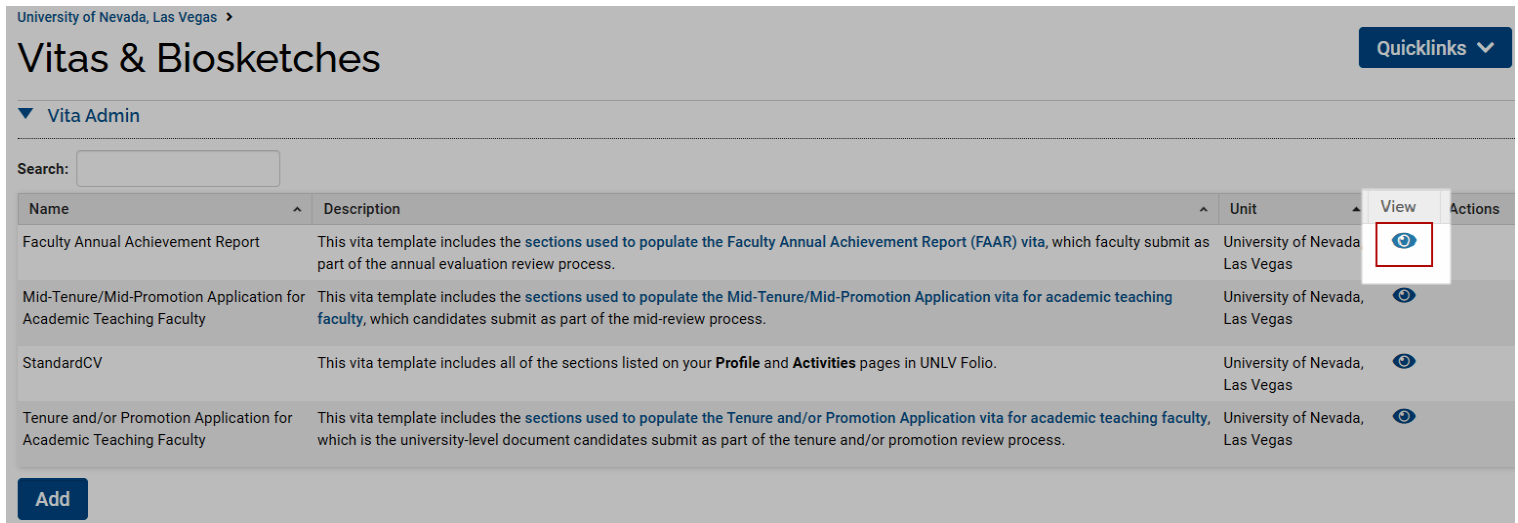 University of Nevada, Las Vegas >
Vitas & Biosketches
Quicklinks
Vita Admin
Search:
Name Description Unit View Actions
Faculty Annual Achievement Report This vita template includes the sections used to populate the Faculty Annual Achievement Report (FAAR) vita, which faculty submit as University of Nevada,
part of the annual evaluation review process. Las Vegas
Mid-Tenure/Mid-Promotion Application for This vita template includes the sections used to populate the Mid-Tenure/Mid-Promotion Application vita for academic teaching University of Nevada,
Academic Teaching Faculty faculty, which candidates submit as part of the mid-review process. Las Vegas
StandardCV This vita template includes all of the sections listed on your Profile and Activities pages in UNLV Folio. University of Nevada,
Las Vegas
Tenure and/or Promotion Application for This vita template includes the sections used to populate the Tenure and/or Promotion Application vita for academic teaching faculty, University of Nevada,
Academic Teaching Faculty which is the university-level document candidates submit as part of the tenure and/or promotion review process. Las Vegas
Add